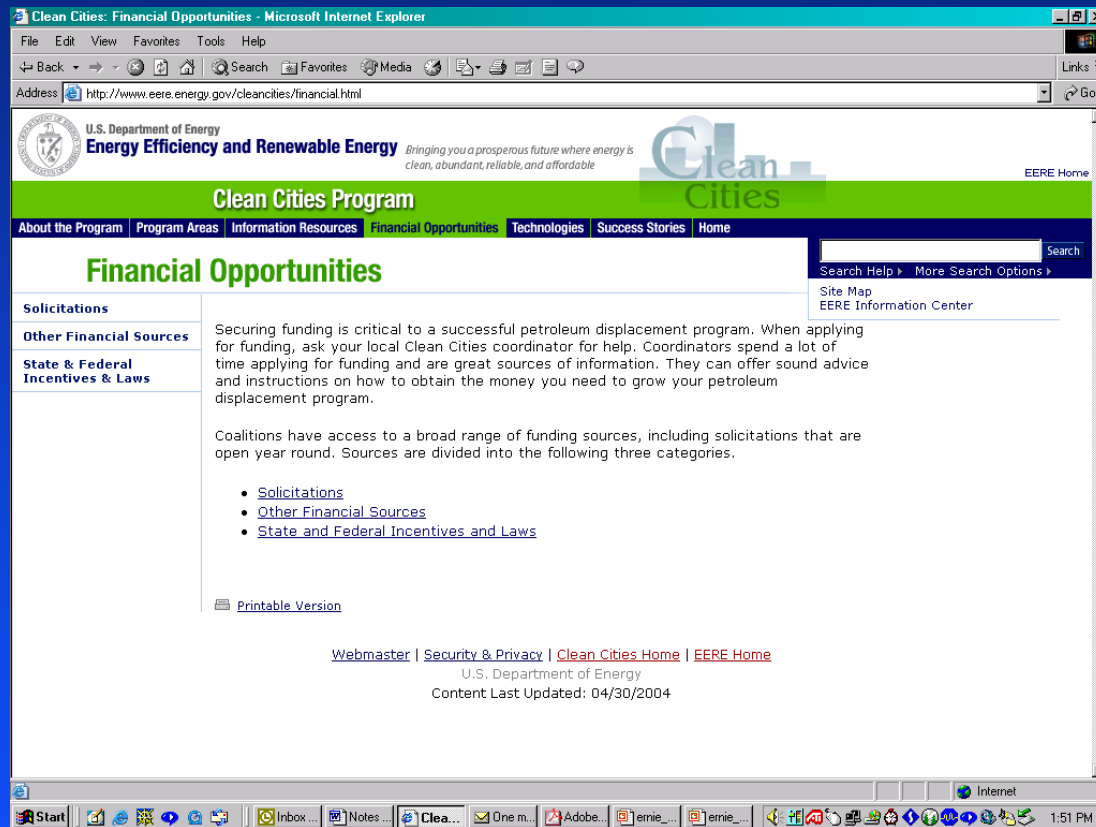 Clean Cities: Financial Opportunities - Microsoft Internet Explorer
File Edit View Favorites Tools Help
Back Search Favorites Media Links
Address http://www.eere.energy.gov/cleancities/financial.html Go
U.S. Department of Energy
Energy Efficiency and Renewable Energy
Bringing you a prosperous future where energy is
clean, abundant, reliable, and affordable
Clean
Cities
EERE Home
Clean Cities Program
About the Program Program Areas Information Resources Financial Opportunities Technologies Success Stories Home
Search
Search Help More Search Options
Site Map
EERE Information Center
Financial Opportunities
Solicitations
Other Financial Sources
State & Federal
Incentives & Laws
Securing funding is critical to a successful petroleum displacement program. When applying
for funding, ask your local Clean Cities coordinator for help. Coordinators spend a lot of
time applying for funding and are great sources of information. They can offer sound advice
and instructions on how to obtain the money you need to grow your petroleum
displacement program.
Coalitions have access to a broad range of funding sources, including solicitations that are
open year round. Sources are divided into the following three categories.
• Solicitations
• Other Financial Sources
• State and Federal Incentives and Laws
Printable Version
Webmaster | Security & Privacy | Clean Cities Home | EERE Home
U.S. Department of Energy
Content Last Updated: 04/30/2004
Internet
Start Inbox ... Notes ... Clea... One m... Adobe... ernie_... ernie_... 1:51 PM